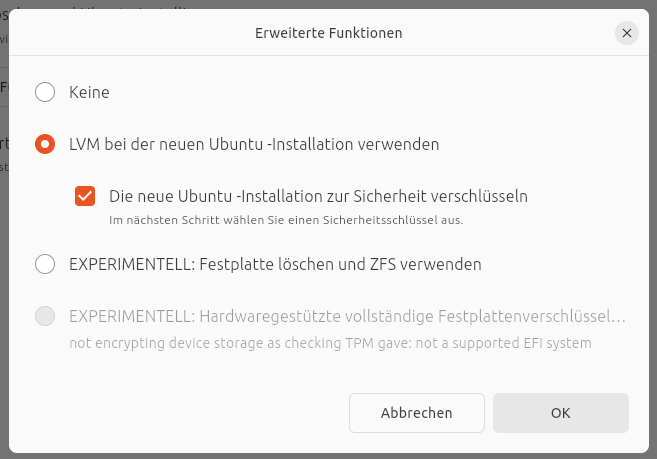 Erweiterte Funktionen
Keine
LVM bei der neuen Ubuntu -Installation verwenden
Die neue Ubuntu -Installation zur Sicherheit verschlüsseln
Im nächsten Schritt wählen Sie einen Sicherheitsschlüssel aus.
EXPERIMENTELL: Festplatte löschen und ZFS verwenden
EXPERIMENTELL: Hardwaregestützte vollständige Festplattenverschlüssel…
not encrypting device storage as checking TPM gave: not a supported EFI system
Abbrechen
OK